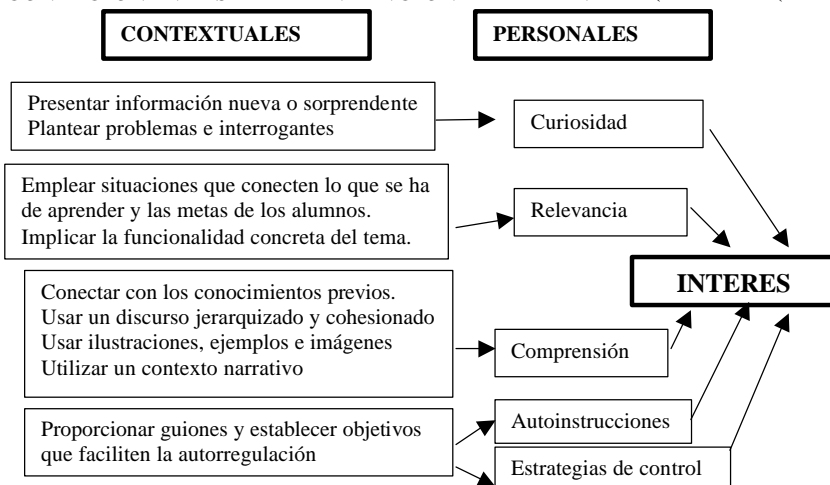 CONTEXTUALES
PERSONALES
Presentar información nueva o sorprendente
Plantear problemas e interrogantes
Curiosidad
Emplear situaciones que conecten lo que se ha
de aprender y las metas de los alumnos.
Implicar la funcionalidad concreta del tema.
Relevancia
INTERES
Conectar con los conocimientos previos.
Usar un discurso jerarquizado y cohesionado
Usar ilustraciones, ejemplos e imágenes
Utilizar un contexto narrativo
Comprensión
Proporcionar guiones y establecer objetivos
que faciliten la autorregulación
Autoinstrucciones
Estrategias de control